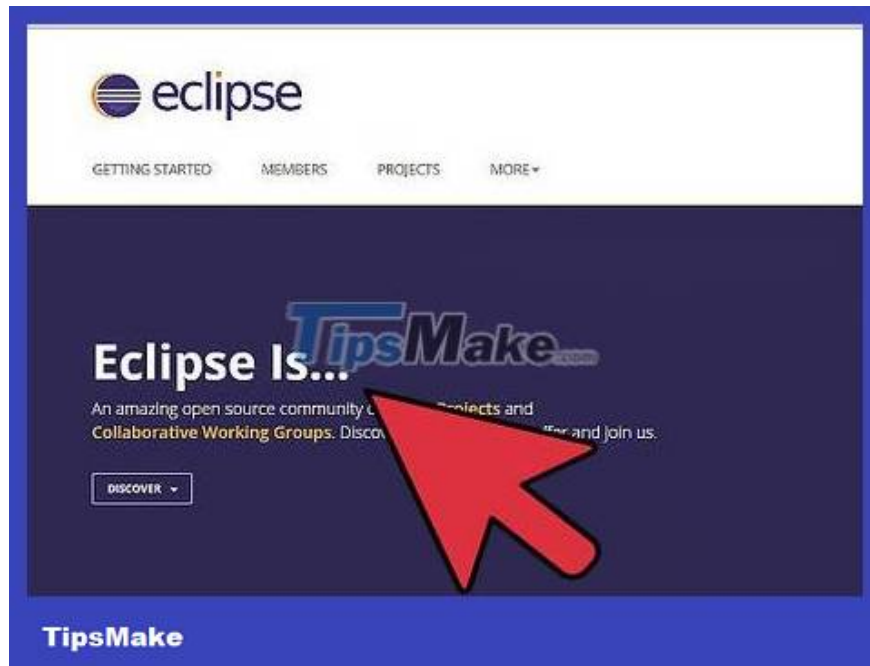 eclipse
GETTING STARTED MEMBERS PROJECTS MORE
TipsMake.com
Eclipse Is...
An amazing open source community and
Collaborative Working Groups. and join us.
DISCOVER
TipsMake